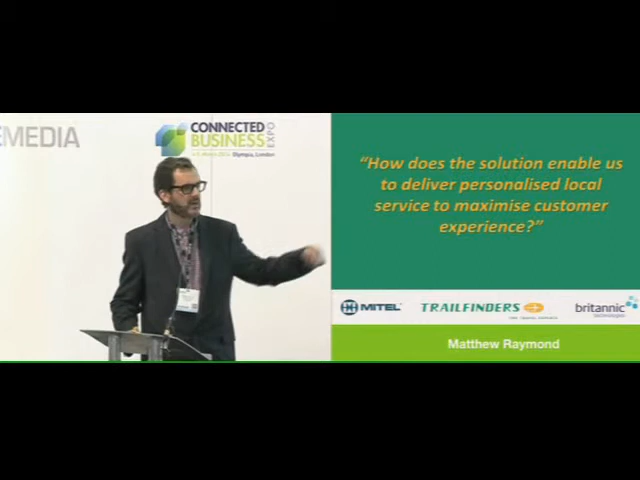 EMEDIA
CONNECTED
BUSINESS
EXPO
Olympia, London
“How does the solution enable us
to deliver personalised local
service to maximise customer
experience?”
MITEL
TRAILFINDERS
britannic
technologies
Matthew Raymond